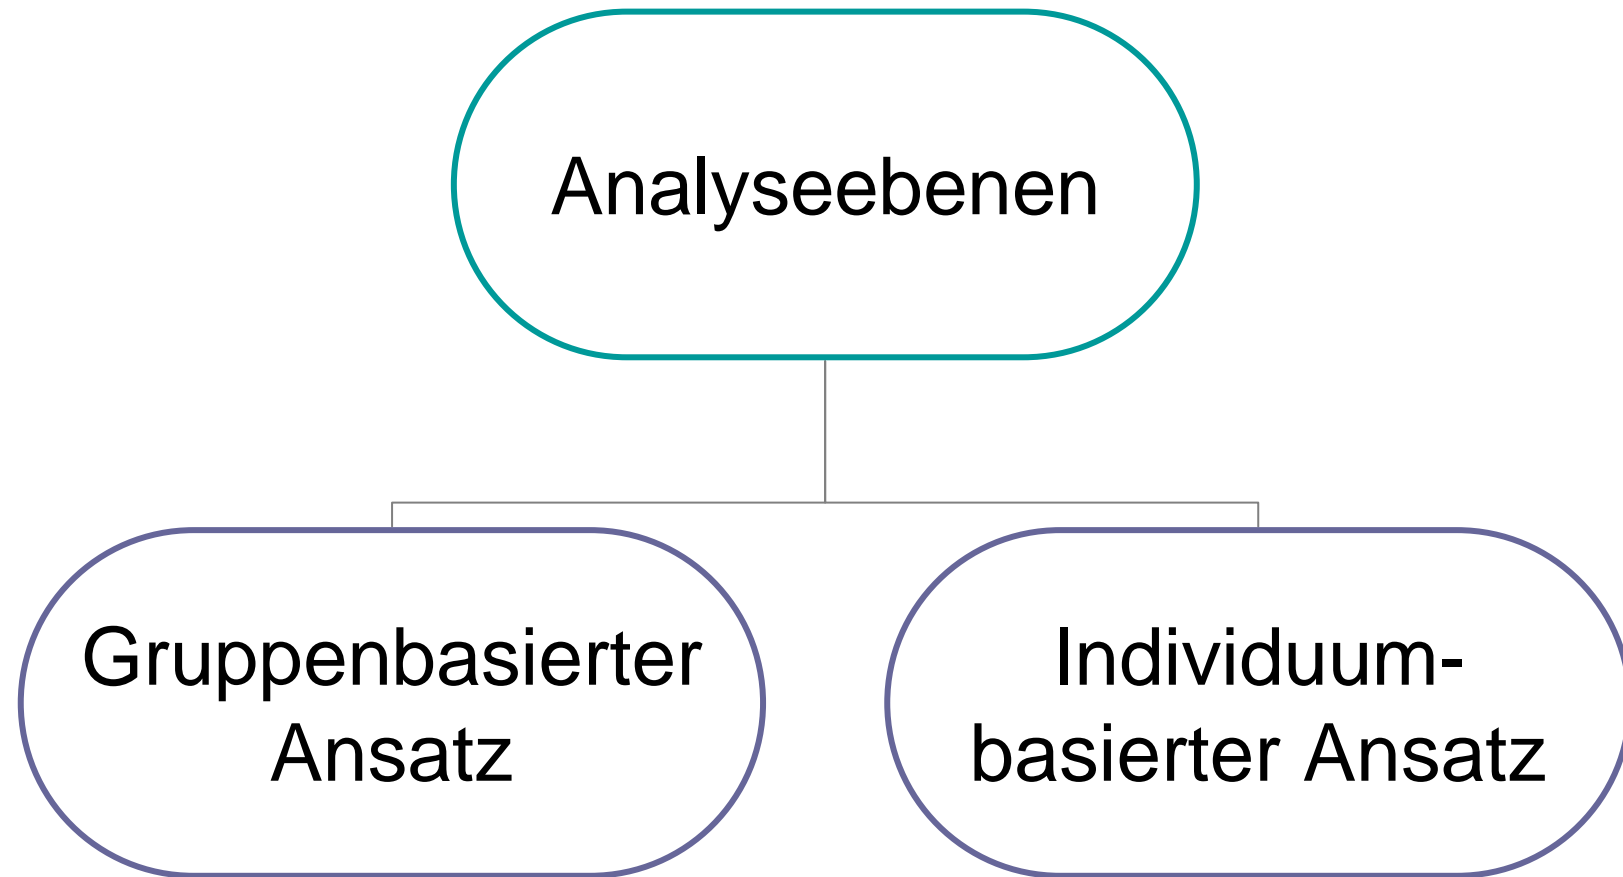 Analyseebenen
Gruppenbasierter
Ansatz
Individuum-
basierter Ansatz